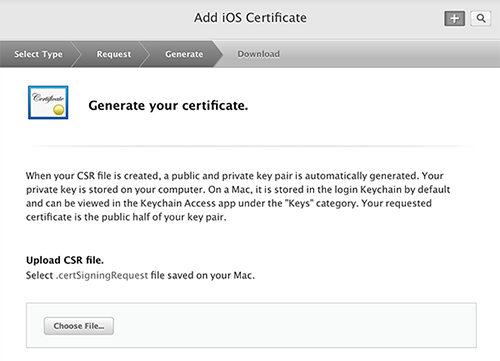 Add iOS Certificate
Select Type Request Generate Download
Certificate
Generate your certificate.
When your CSR file is created, a public and private key pair is automatically generated. Your
private key is stored on your computer. On a Mac, it is stored in the login Keychain by default
and can be viewed in the Keychain Access app under the "Keys" category. Your requested
certificate is the public half of your key pair.
Upload CSR file.
Select .certSigningRequest file saved on your Mac.
Choose File...